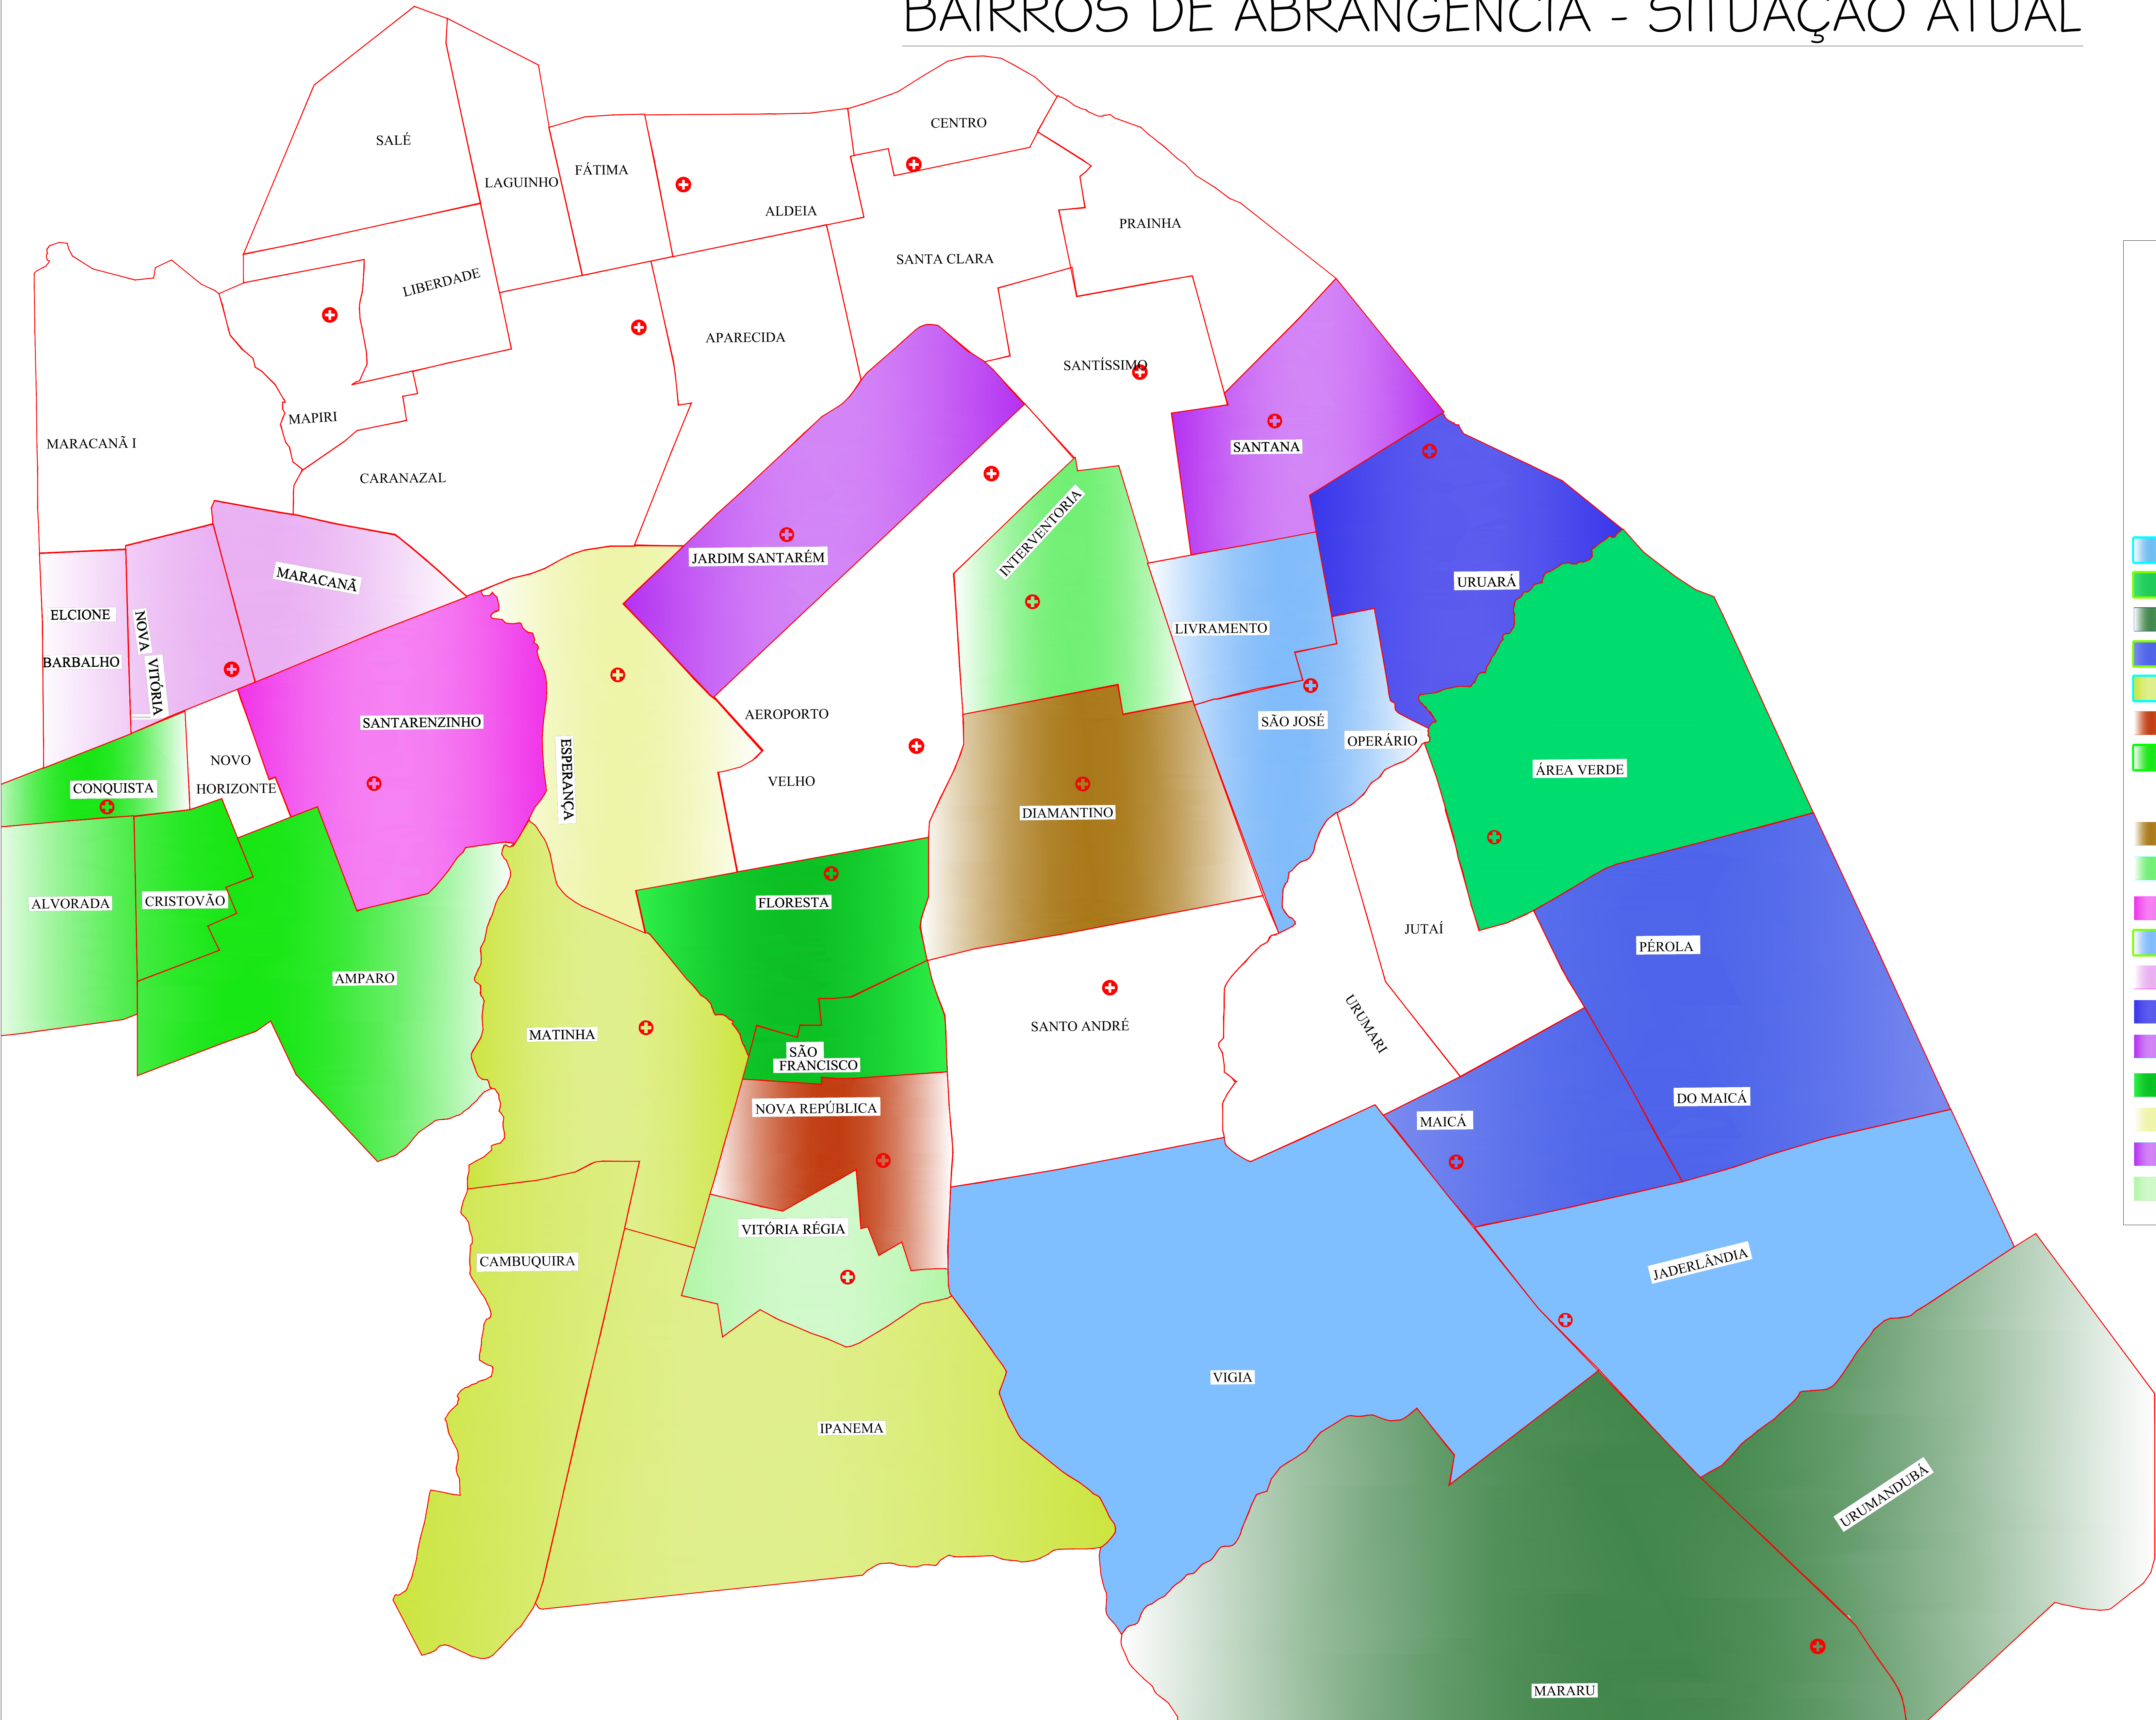 BAIRROS DE ABRANGÊNCIA - SITUAÇÃO ATUAL
CENTRO
SALÉ
FÁTIMA
LAGUINHO
ALDEIA
PRAINHA
SANTA CLARA
LIBERDADE
APARECIDA
SANTÍSSIMO
MAPIRI
MARACANÃ I
SANTANA
CARANAZAL
INTERVENTORIA
JARDIM SANTARÉM
MARACANÃ
URUARÁ
ELCIONE
BARBALHO
NOVA VITÓRIA
LIVRAMENTO
SANTARENZINHO
AEROPORTO
VELHO
SÃO JOSÉ
OPERÁRIO
NOVO
HORIZONTE
ESPERANÇA
ÁREA VERDE
CONQUISTA
DIAMANTINO
ALVORADA
CRISTOVÃO
FLORESTA
JUTAÍ
PÉROLA
DO MAICÁ
AMPARO
MATINHA
SANTO ANDRÉ
URUMARI
SÃO
FRANCISCO
NOVA REPÚBLICA
MAICÁ
VITÓRIA RÉGIA
CAMBUQUIRA
JADERLÂNDIA
VIGIA
IPANEMA
URUMANDUBÁ
MARARU